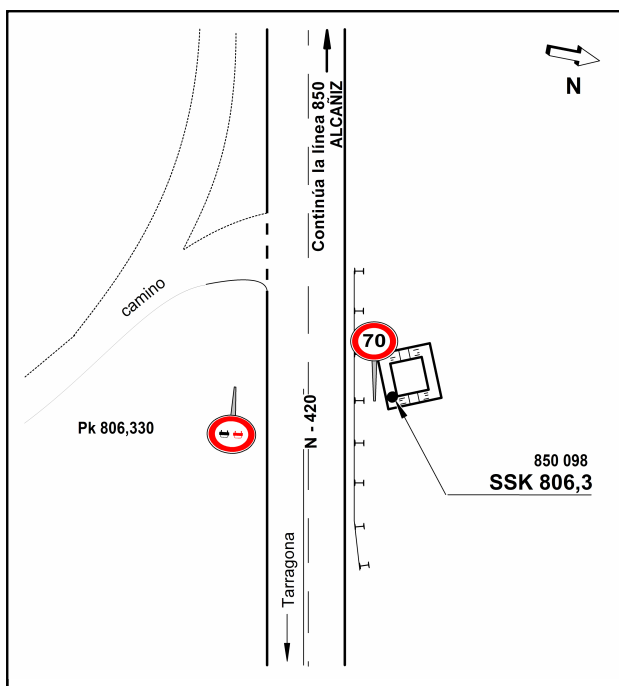 Continúa la línea 850
ALCAÑIZ
N
camino
70
Pk 806,330
N - 420
850 098
SSK 806,3
Tarragona